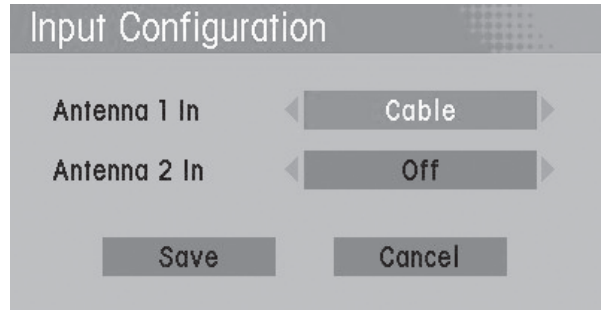 Input Configuration
Antenna 1 In Cable
Antenna 2 In Off
Save Cancel